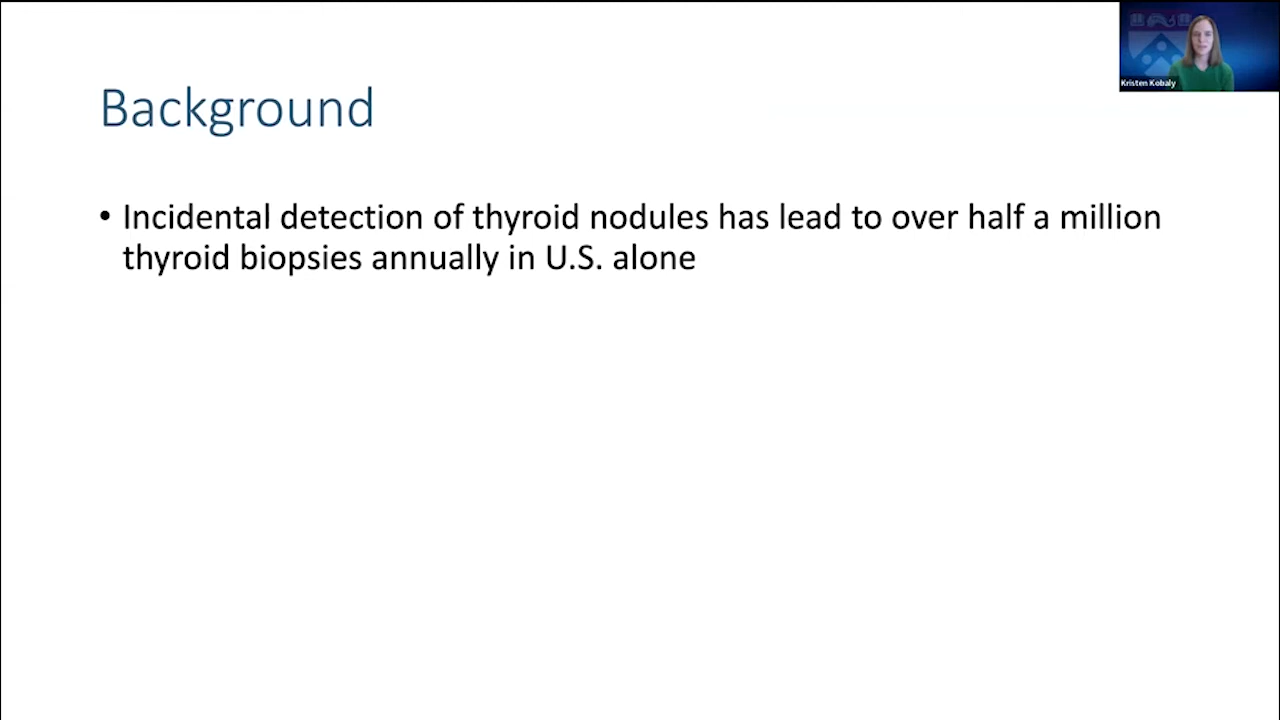 Kristen Kobaly
Background
• Incidental detection of thyroid nodules has lead to over half a million
thyroid biopsies annually in U.S. alone